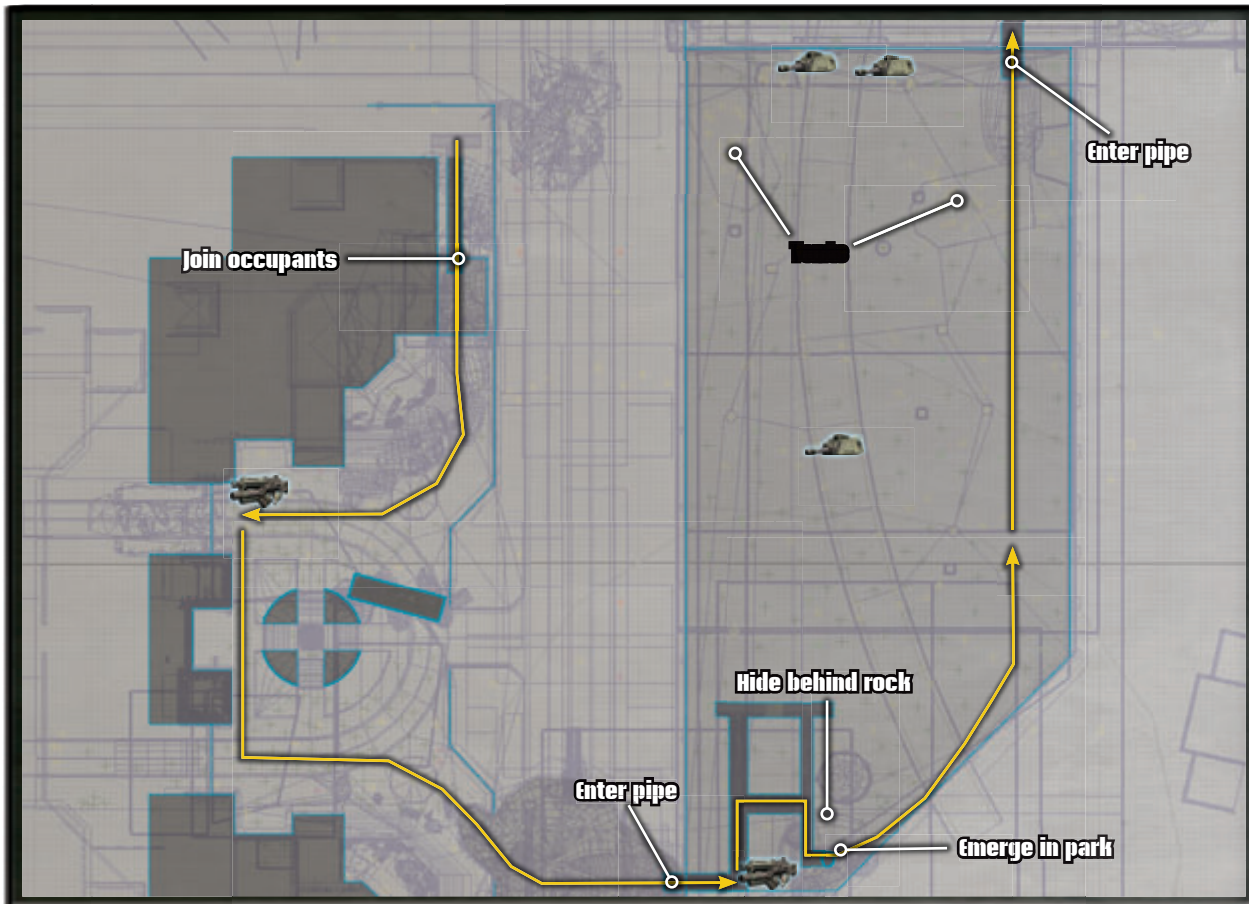 Enter pipe
Join occupants
Hide behind rock
Enter pipe
Emerge in park